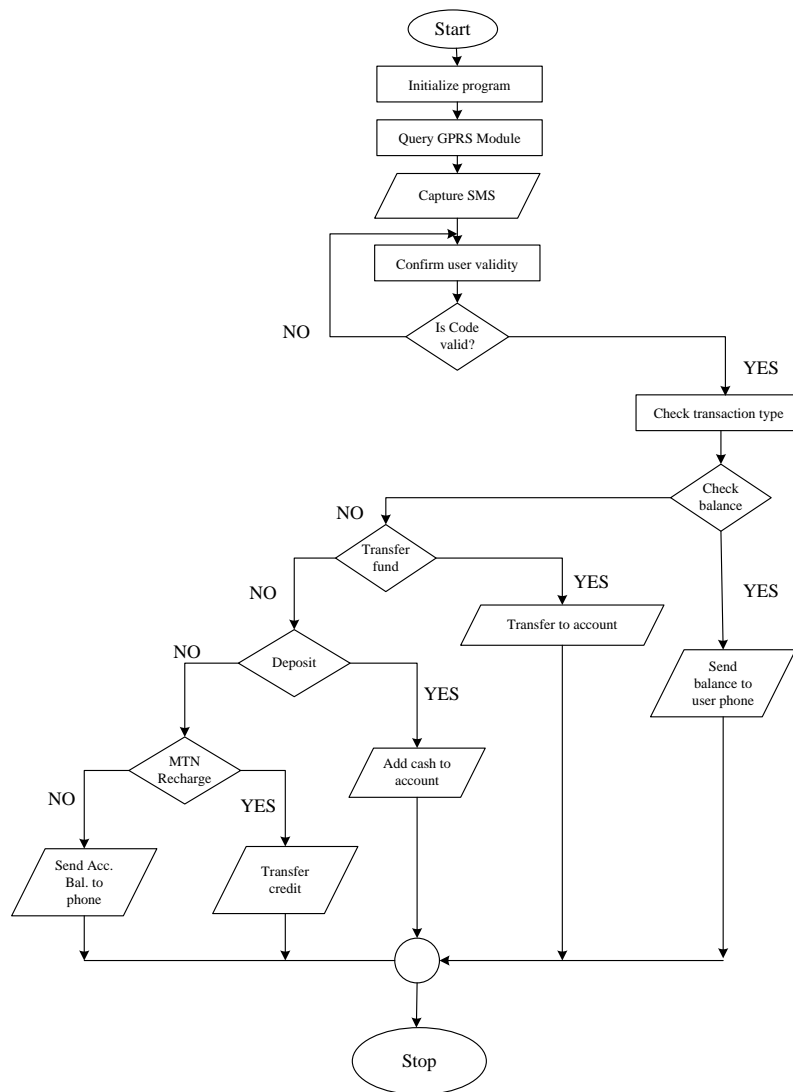 Start
Initialize program
Query GPRS Module
Capture SMS
Confirm user validity
Is Code
valid?
NO
YES
Check transaction type
Check
balance
NO
Transfer
fund
YES
YES
NO
Transfer to account
Deposit
NO
YES
Send
balance to
user phone
MTN
Recharge
Add cash to
account
NO
YES
Send Acc.
Bal. to
phone
Transfer
credit
Stop